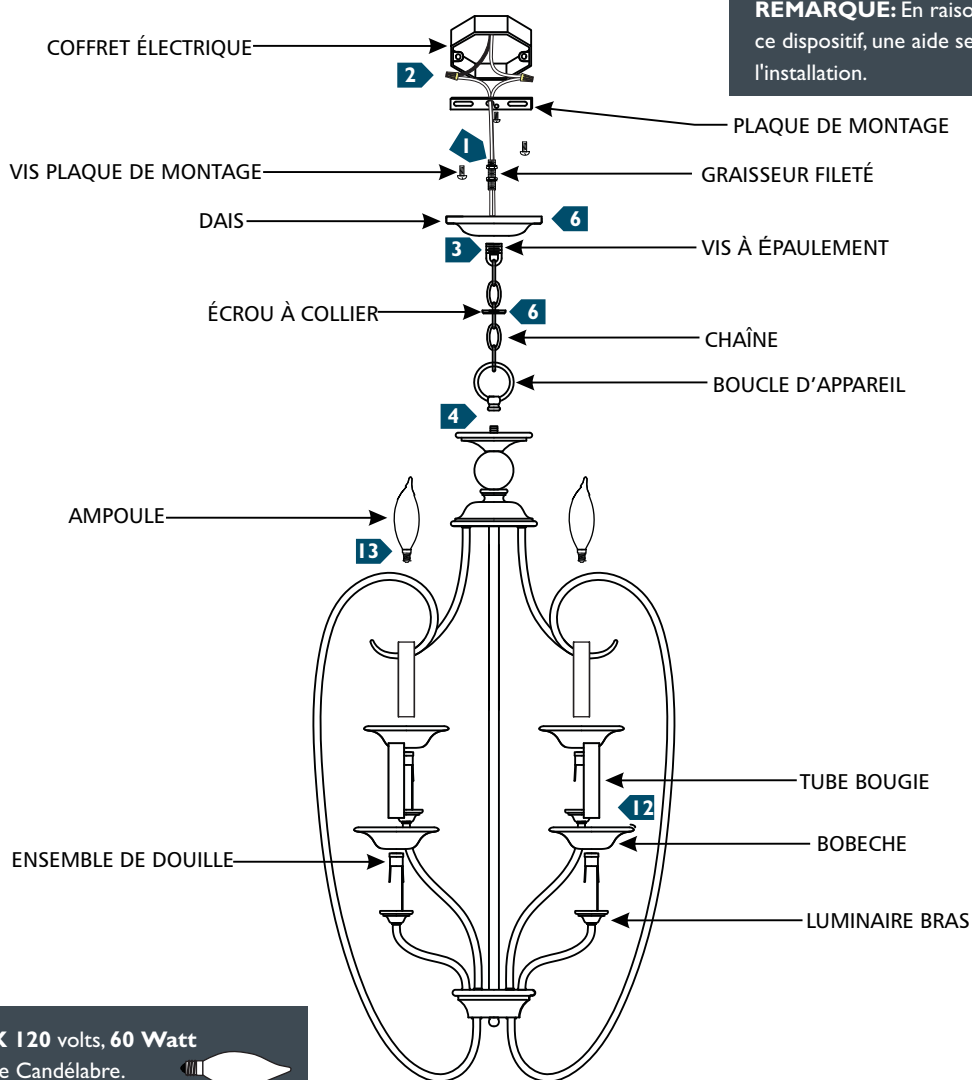 REMARQUE: En raiso
ce dispositif, une aide se
l'installation.
COFFRET ÉLECTRIQUE
2
PLAQUE DE MONTAGE
1
VIS PLAQUE DE MONTAGE
GRAISSEUR FILETÉ
DAIS
6
3
VIS À ÉPAULEMENT
ÉCROU À COLLIER
6
CHAÎNE
BOUCLE D'APPAREIL
4
AMPOULE
13
TUBE BOUGIE
12
BOBECHE
ENSEMBLE DE DOUILLE
LUMINAIRE BRAS
X 120 volts, 60 Watt
e Candélabre.